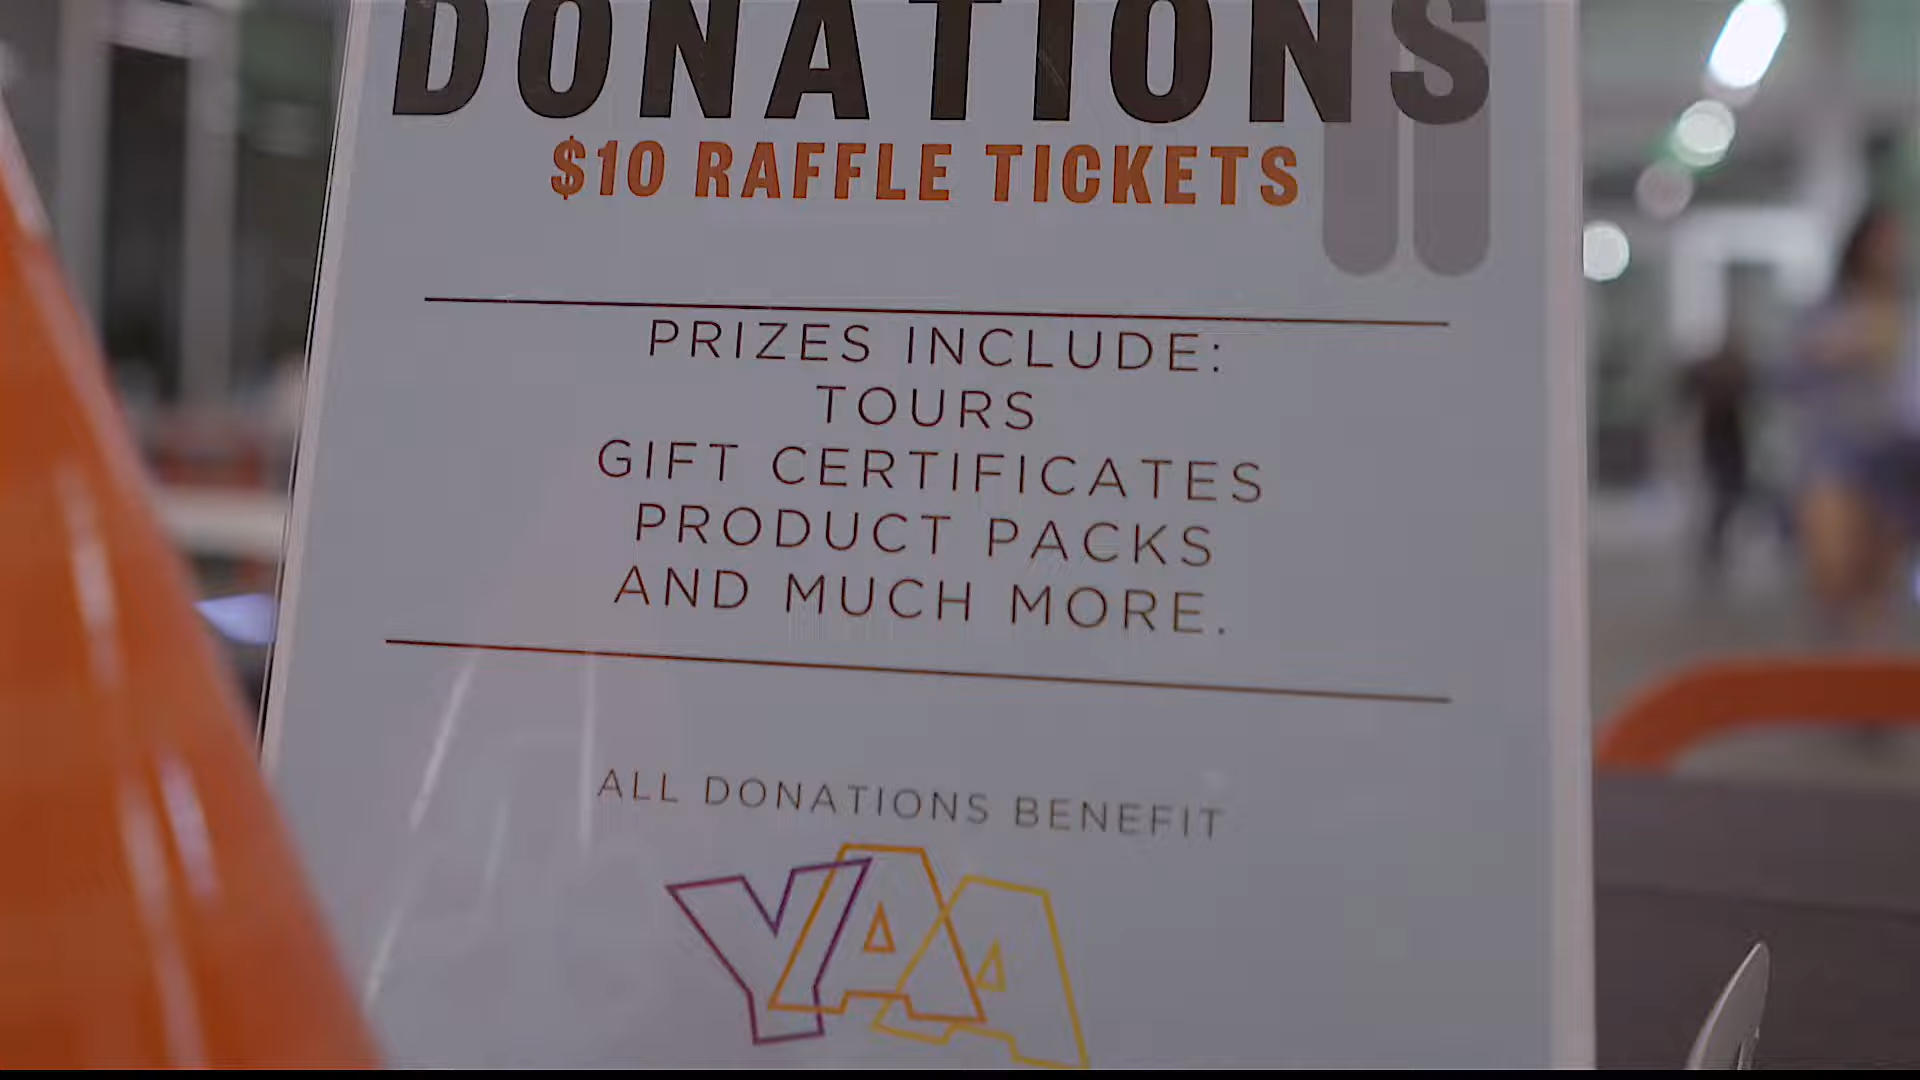 DONATIONS
$10 RAFFLE TICKETS
PRIZES INCLUDE:
TOURS
GIFT CERTIFICATES
PRODUCT PACKS
AND MUCH MORE.
ALL DONATIONS BENEFIT
YAA